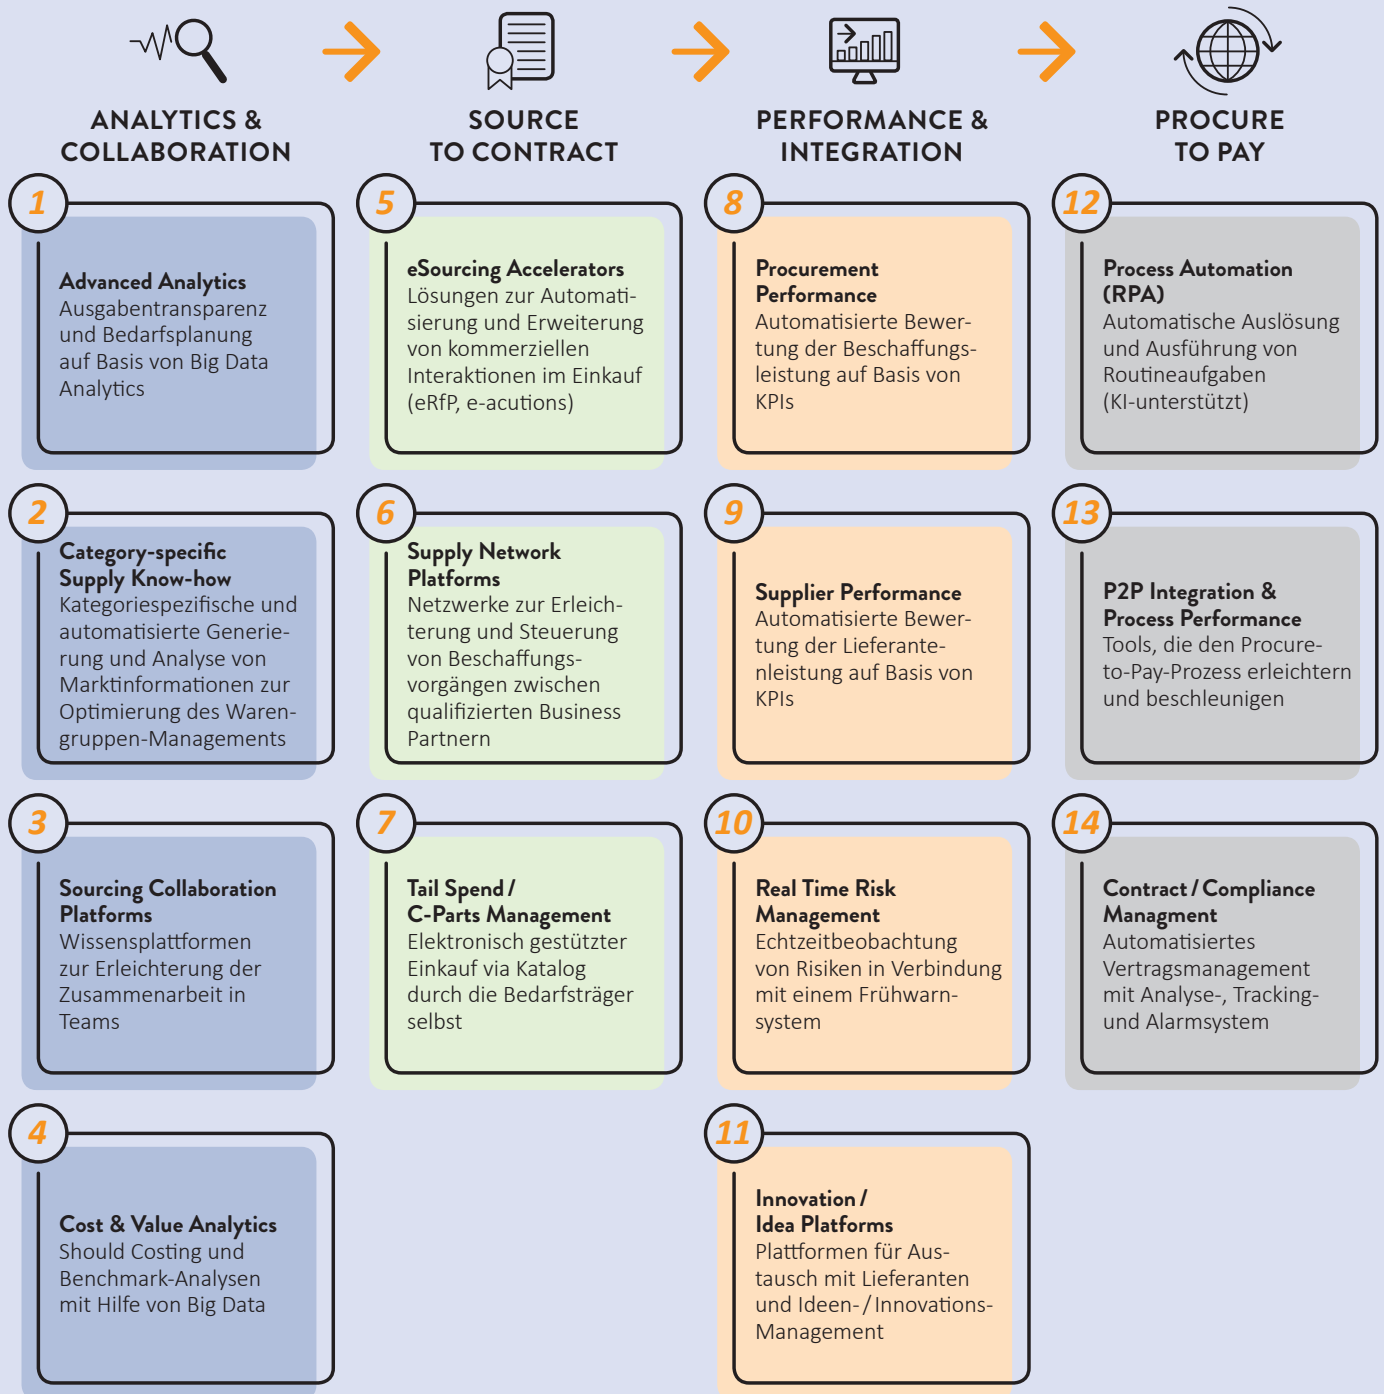 ANALYTICS &
COLLABORATION
SOURCE
TO CONTRACT
PERFORMANCE &
INTEGRATION
PROCURE
TO PAY
1
Advanced Analytics
Ausgabentransparenz
und Bedarfsplanung
auf Basis von Big Data
Analytics
2
Category-specific
Supply Know-how
Kategoriespezifische und
automatisierte Generie-
rung und Analyse von
Marktinformationen zur
Optimierung des Waren-
gruppen-Managements
3
Sourcing Collaboration
Platforms
Wissensplattformen
zur Erleichterung der
Zusammenarbeit in
Teams
4
Cost & Value Analytics
Should Costing und
Benchmark-Analysen
mit Hilfe von Big Data
5
eSourcing Accelerators
Lösungen zur Automati-
sierung und Erweiterung
von kommerziellen
Interaktionen im Einkauf
(eRfP, e-acutions)
6
Supply Network
Platforms
Netzwerke zur Erleich-
terung und Steuerung
von Beschaffungs-
vorgängen zwischen
qualifizierten Business
Partnern
7
Tail Spend /
C-Parts Management
Elektronisch gestützter
Einkauf via Katalog
durch die Bedarfsträger
selbst
8
Procurement
Performance
Automatisierte Bewer-
tung der Beschaffungs-
leistung auf Basis von
KPIs
9
Supplier Performance
Automatisierte Bewer-
tung der Lieferante-
nleistung auf Basis von
KPIs
10
Real Time Risk
Management
Echtzeitbeobachtung
von Risiken in Verbindung
mit einem Frühwarn-
system
11
Innovation /
Idea Platforms
Plattformen für Aus-
tausch mit Lieferanten
und Ideen- / Innovations-
Management
12
Process Automation
(RPA)
Automatische Auslösung
und Ausführung von
Routineaufgaben
(KI-unterstützt)
13
P2P Integration &
Process Performance
Tools, die den Procure-
to-Pay-Prozess erleichtern
und beschleunigen
14
Contract / Compliance
Managment
Automatisiertes
Vertragsmanagement
mit Analyse-, Tracking-
und Alarmsystem